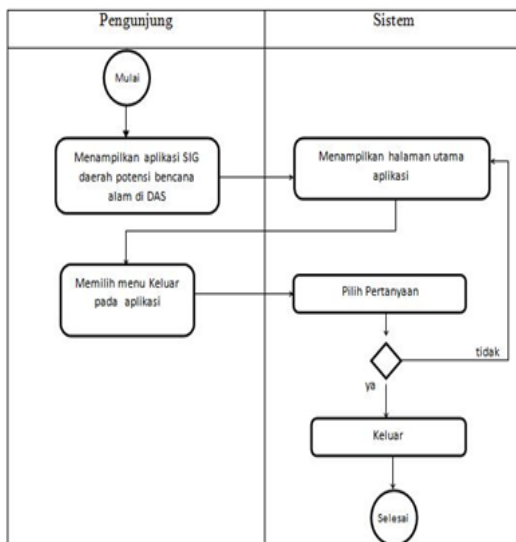 Pengunjung
Sistem
Mulai
Menampilkan aplikasi SIG
daerah potensi bencana
alam di DAS
Menampilkan halaman utama
aplikasi
Memilih menu Keluar
pada aplikasi
Pilih Pertanyaan
tidak
ya
Keluar
Selesai